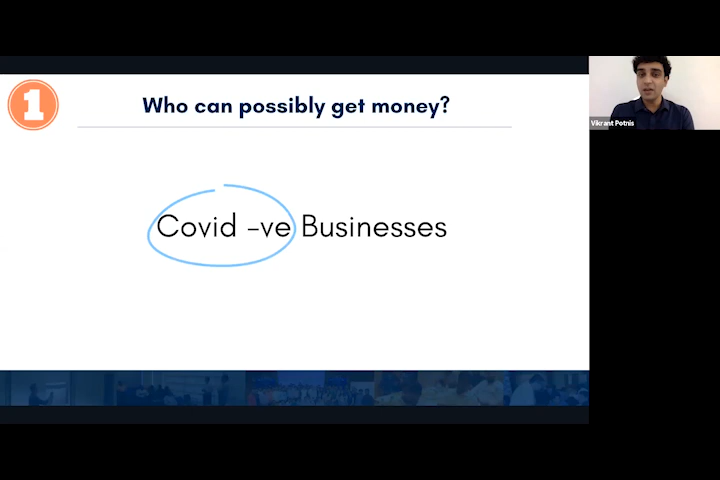 1
Who can possibly get money?
Vikrant Potnis
Covid –ve Businesses